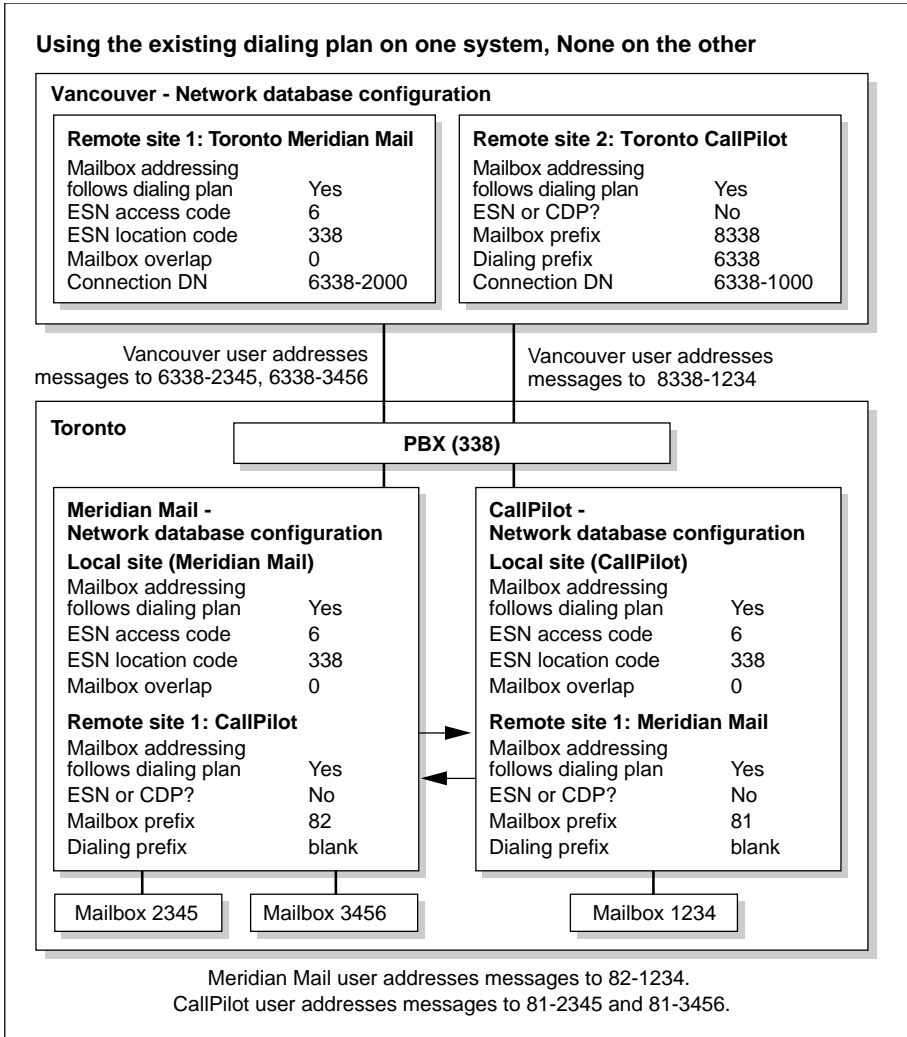 Using the existing dialing plan on one system, None on the other
Vancouver - Network database configuration
Remote site 1: Toronto Meridian Mail
Mailbox addressing
follows dialing plan Yes
ESN access code 6
ESN location code 338
Mailbox overlap 0
Connection DN 6338-2000
Remote site 2: Toronto CallPilot
Mailbox addressing
follows dialing plan Yes
ESN or CDP? No
Mailbox prefix 8338
Dialing prefix 6338
Connection DN 6338-1000
Vancouver user addresses
messages to 6338-2345, 6338-3456
Vancouver user addresses
messages to 8338-1234
Toronto
PBX (338)
Meridian Mail -
Network database configuration
Local site (Meridian Mail)
Mailbox addressing
follows dialing plan Yes
ESN access code 6
ESN location code 338
Mailbox overlap 0
Remote site 1: CallPilot
Mailbox addressing
follows dialing plan Yes
ESN or CDP? No
Mailbox prefix 82
Dialing prefix blank
CallPilot -
Network database configuration
Local site (CallPilot)
Mailbox addressing
follows dialing plan Yes
ESN access code 6
ESN location code 338
Mailbox overlap 0
Remote site 1: Meridian Mail
Mailbox addressing
follows dialing plan Yes
ESN or CDP? No
Mailbox prefix 81
Dialing prefix blank
Mailbox 2345
Mailbox 3456
Mailbox 1234
Meridian Mail user addresses messages to 82-1234.
CallPilot user addresses messages to 81-2345 and 81-3456.